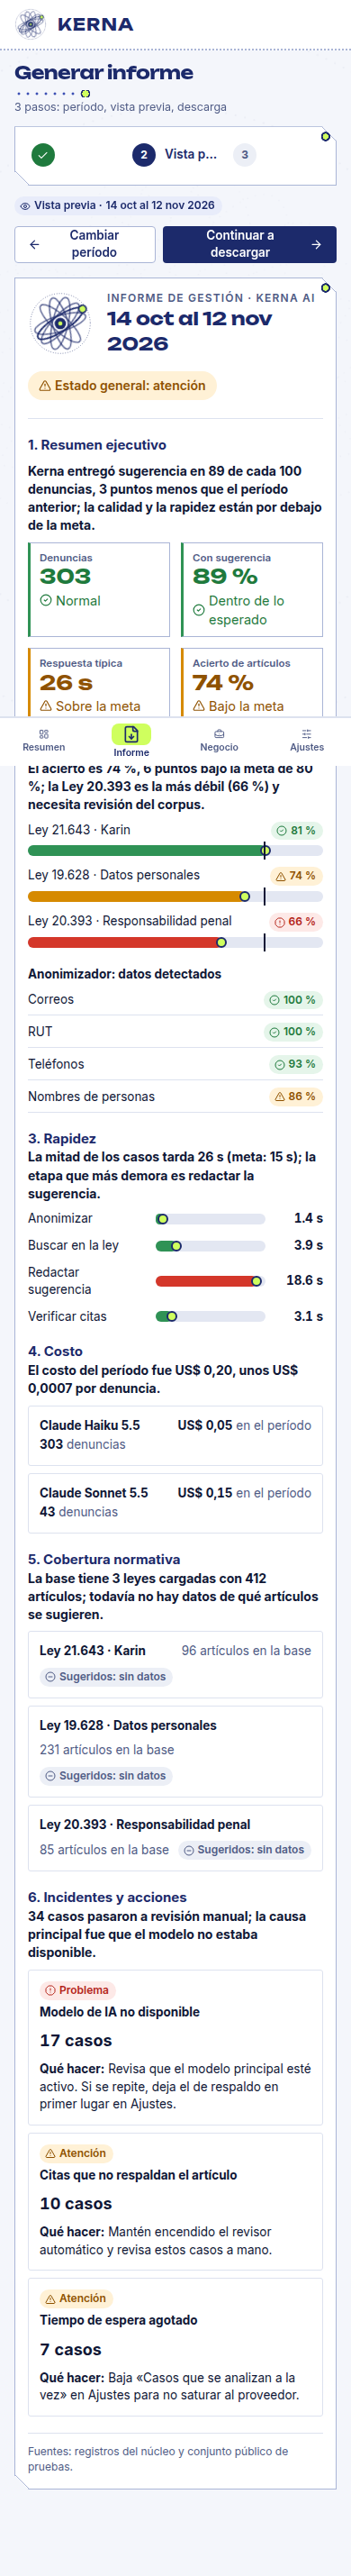 KERNA
Generar informe
3 pasos: período, vista previa, descarga
2 Vista p... 3
Vista previa · 14 oct al 12 nov 2026
Cambiar
período
Continuar a
descargar
INFORME DE GESTIÓN · KERNA AI
14 oct al 12 nov
2026
Estado general: atención
1. Resumen ejecutivo
Kerna entregó sugerencia en 89 de cada 100
denuncias, 3 puntos menos que el período
anterior; la calidad y la rapidez están por debajo
de la meta.
Denuncias
303
Normal
Con sugerencia
89 %
Dentro de lo
esperado
Respuesta típica
26 s
Sobre la meta
Acierto de artículos
74 %
Bajo la meta
Resumen
Informe
Negocio
Ajustes
El acierto es 74 %, 6 puntos bajo la meta de 80
%; la Ley 20.393 es la más débil (66 %) y
necesita revisión del corpus.
Ley 21.643 · Karin 81 %
Ley 19.628 · Datos personales 74 %
Ley 20.393 · Responsabilidad penal 66 %
Anonimizador: datos detectados
Correos 100 %
RUT 100 %
Teléfonos 93 %
Nombres de personas 86 %
3. Rapidez
La mitad de los casos tarda 26 s (meta: 15 s); la
etapa que más demora es redactar la
sugerencia.
Anonimizar 1.4 s
Buscar en la ley 3.9 s
Redactar
sugerencia 18.6 s
Verificar citas 3.1 s
4. Costo
El costo del período fue US$ 0,20, unos US$
0,0007 por denuncia.
Claude Haiku 5.5 US$ 0,05 en el período
303 denuncias
Claude Sonnet 5.5 US$ 0,15 en el período
43 denuncias
5. Cobertura normativa
La base tiene 3 leyes cargadas con 412
artículos; todavía no hay datos de qué artículos
se sugieren.
Ley 21.643 · Karin 96 artículos en la base
Sugeridos: sin datos
Ley 19.628 · Datos personales
231 artículos en la base
Sugeridos: sin datos
Ley 20.393 · Responsabilidad penal
85 artículos en la base Sugeridos: sin datos
6. Incidentes y acciones
34 casos pasaron a revisión manual; la causa
principal fue que el modelo no estaba
disponible.
Problema
Modelo de IA no disponible
17 casos
Qué hacer: Revisa que el modelo principal esté
activo. Si se repite, deja el de respaldo en
primer lugar en Ajustes.
Atención
Citas que no respaldan el artículo
10 casos
Qué hacer: Mantén encendido el revisor
automático y revisa estos casos a mano.
Atención
Tiempo de espera agotado
7 casos
Qué hacer: Baja «Casos que se analizan a la
vez» en Ajustes para no saturar al proveedor.
Fuentes: registros del núcleo y conjunto público de
pruebas.